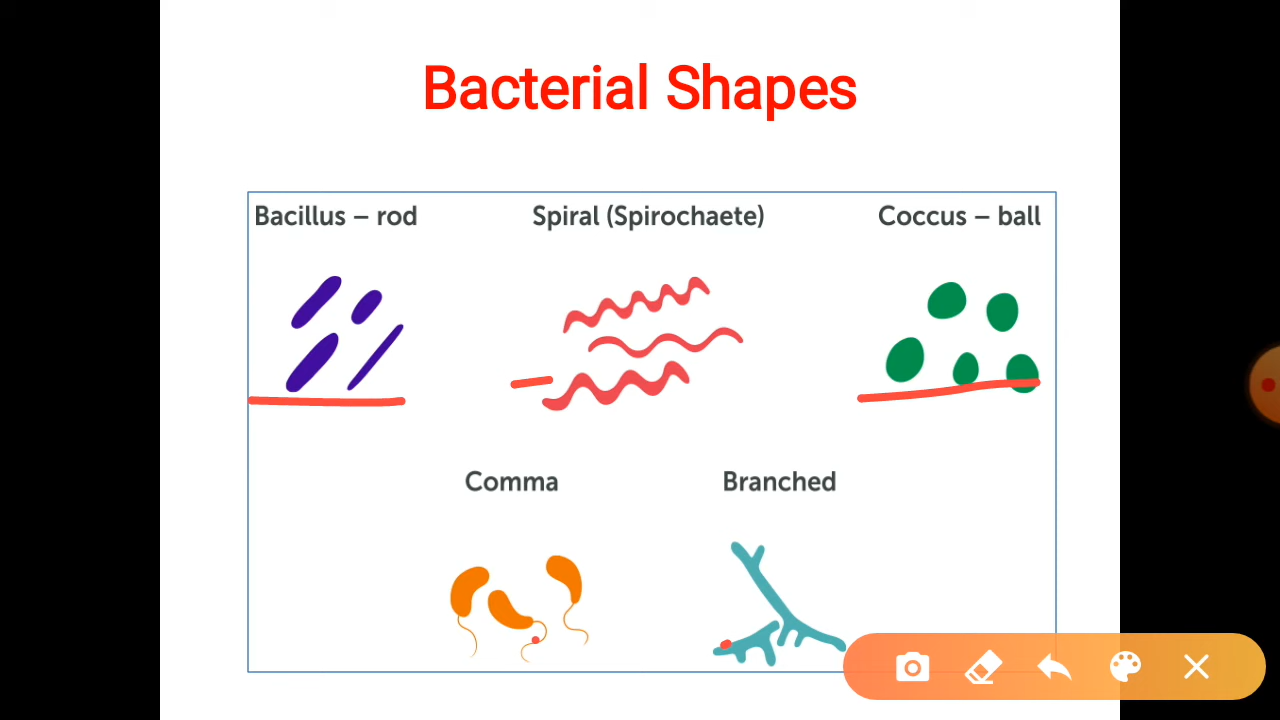 Bacterial Shapes
Bacillus – rod
Spiral (Spirochaete)
Coccus – ball
Comma
Branched